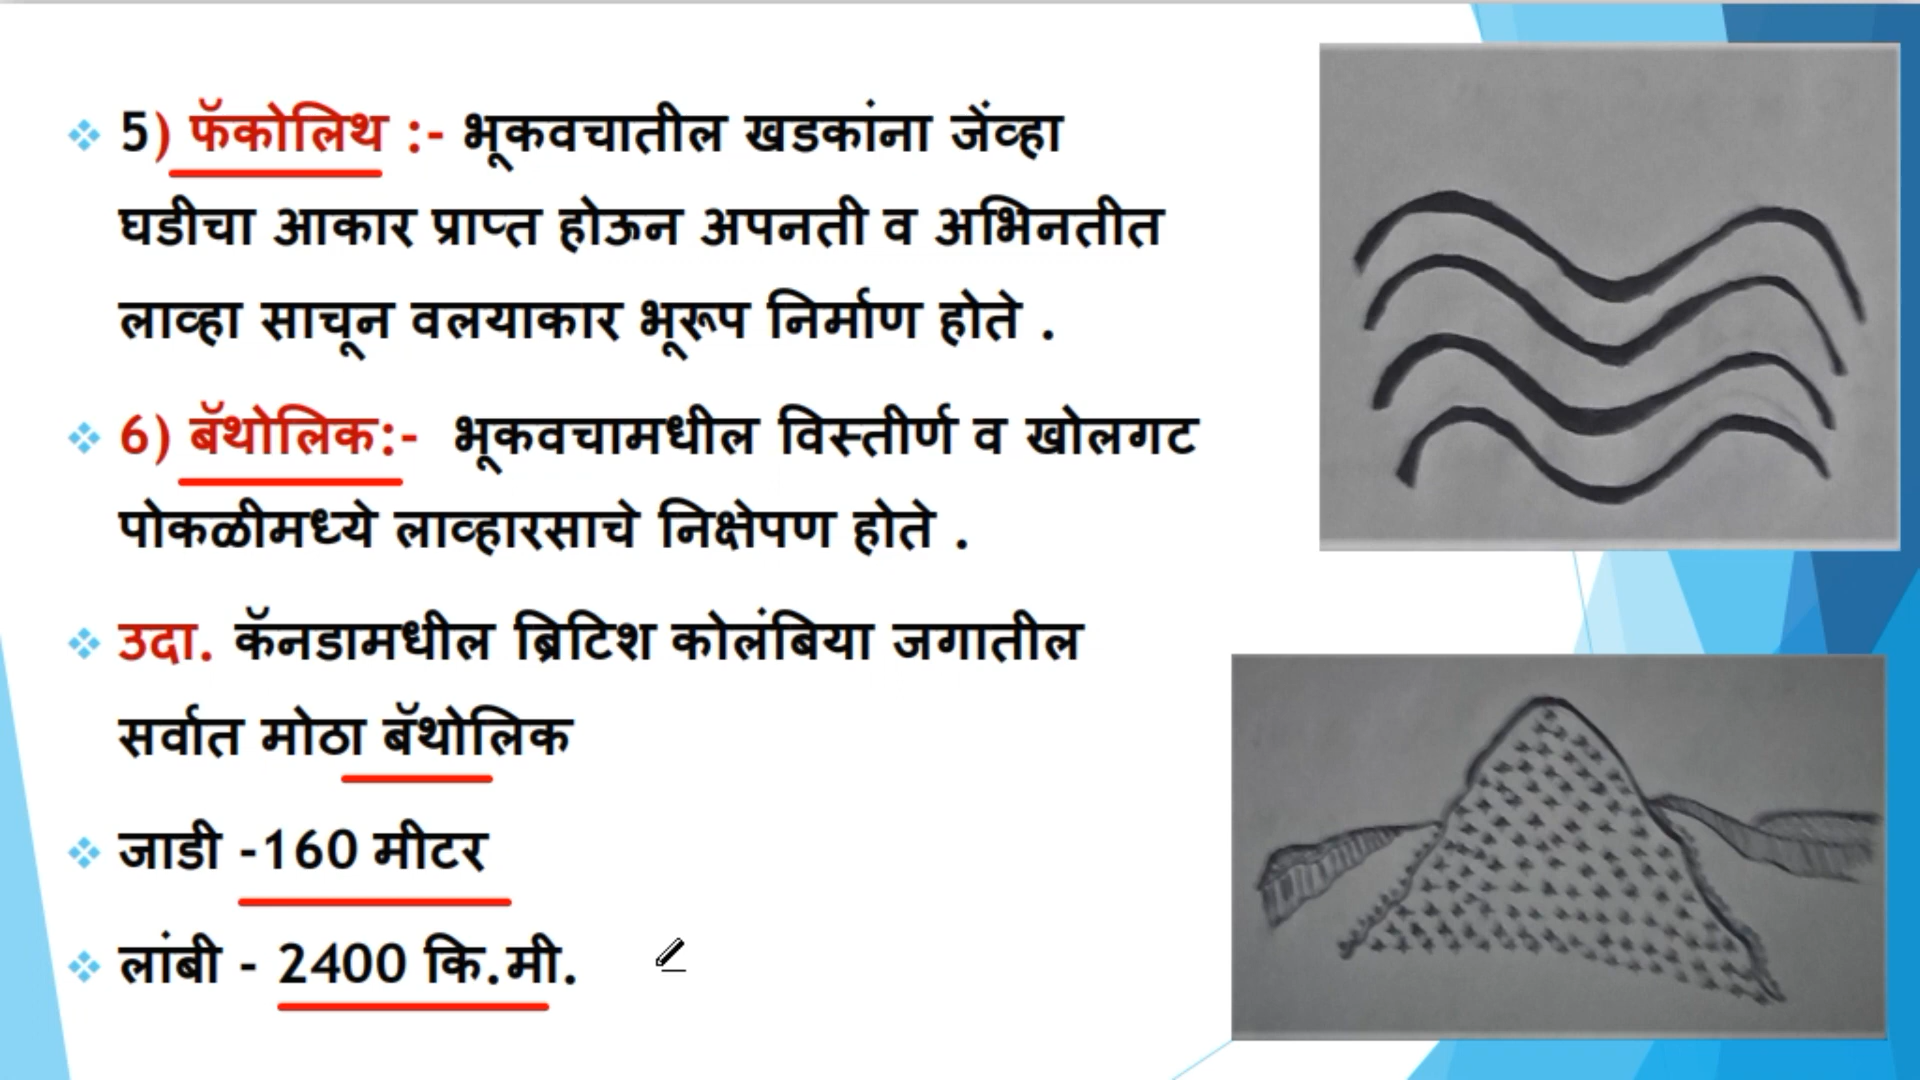 5) फॅकोलिथ :- भूकवचातील खडकांना जेंव्हा
घडीचा आकार प्राप्त होऊन अपनती व अभिनतीत
लाव्हा साचून वलयाकार भूरूप निर्माण होते .
6) बॅथोलिक:- भूकवचामधील विस्तीर्ण व खोलगट
पोकळीमध्ये लाव्हारसाचे निक्षेपण होते .
उदा. कॅनडामधील ब्रिटिश कोलंबिया जगातील
सर्वात मोठा बॅथोलिक
जाडी -160 मीटर
लांबी - 2400 कि.मी.